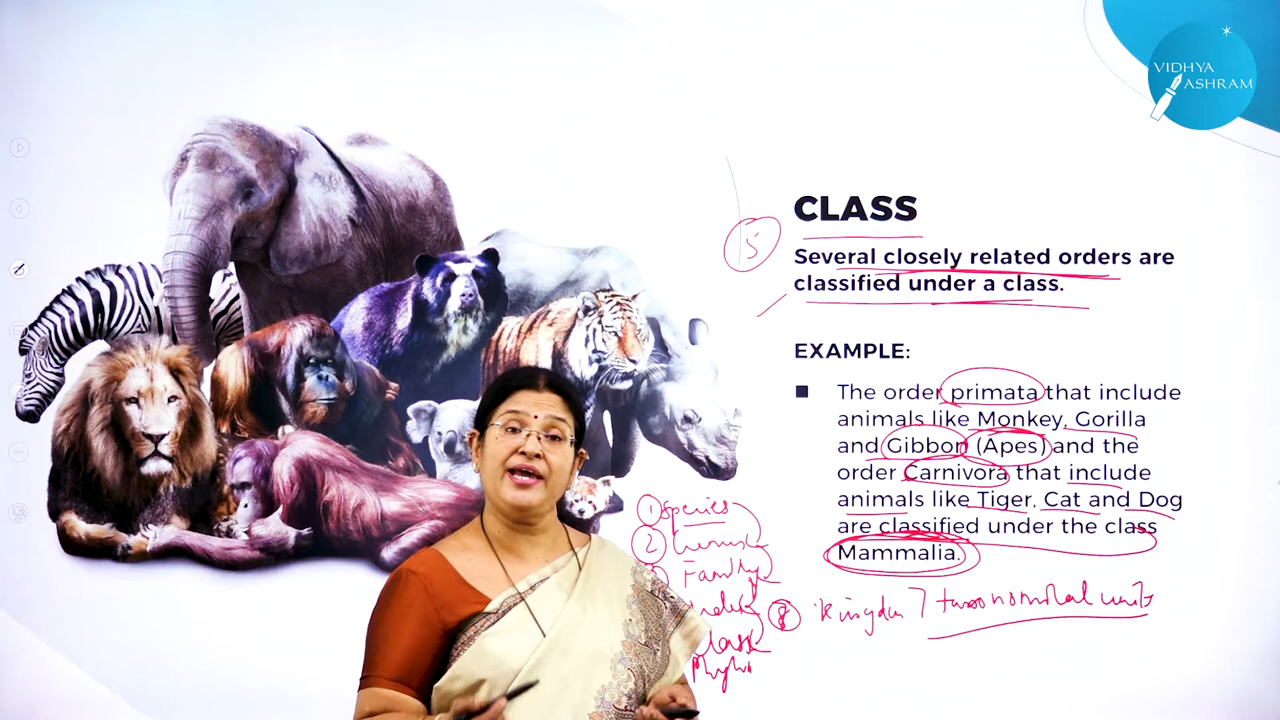 VIDHYA
ASHRAM
CLASS
5
Several closely related orders are
classified under a class.
EXAMPLE:
■ The order primata that include
animals like Monkey, Gorilla
and Gibbon (Apes) and the
order Carnivora that include
animals like Tiger, Cat and Dog
are classified under the class
Mammalia.
1 Species
2
Family
Class
7 taxonomical units